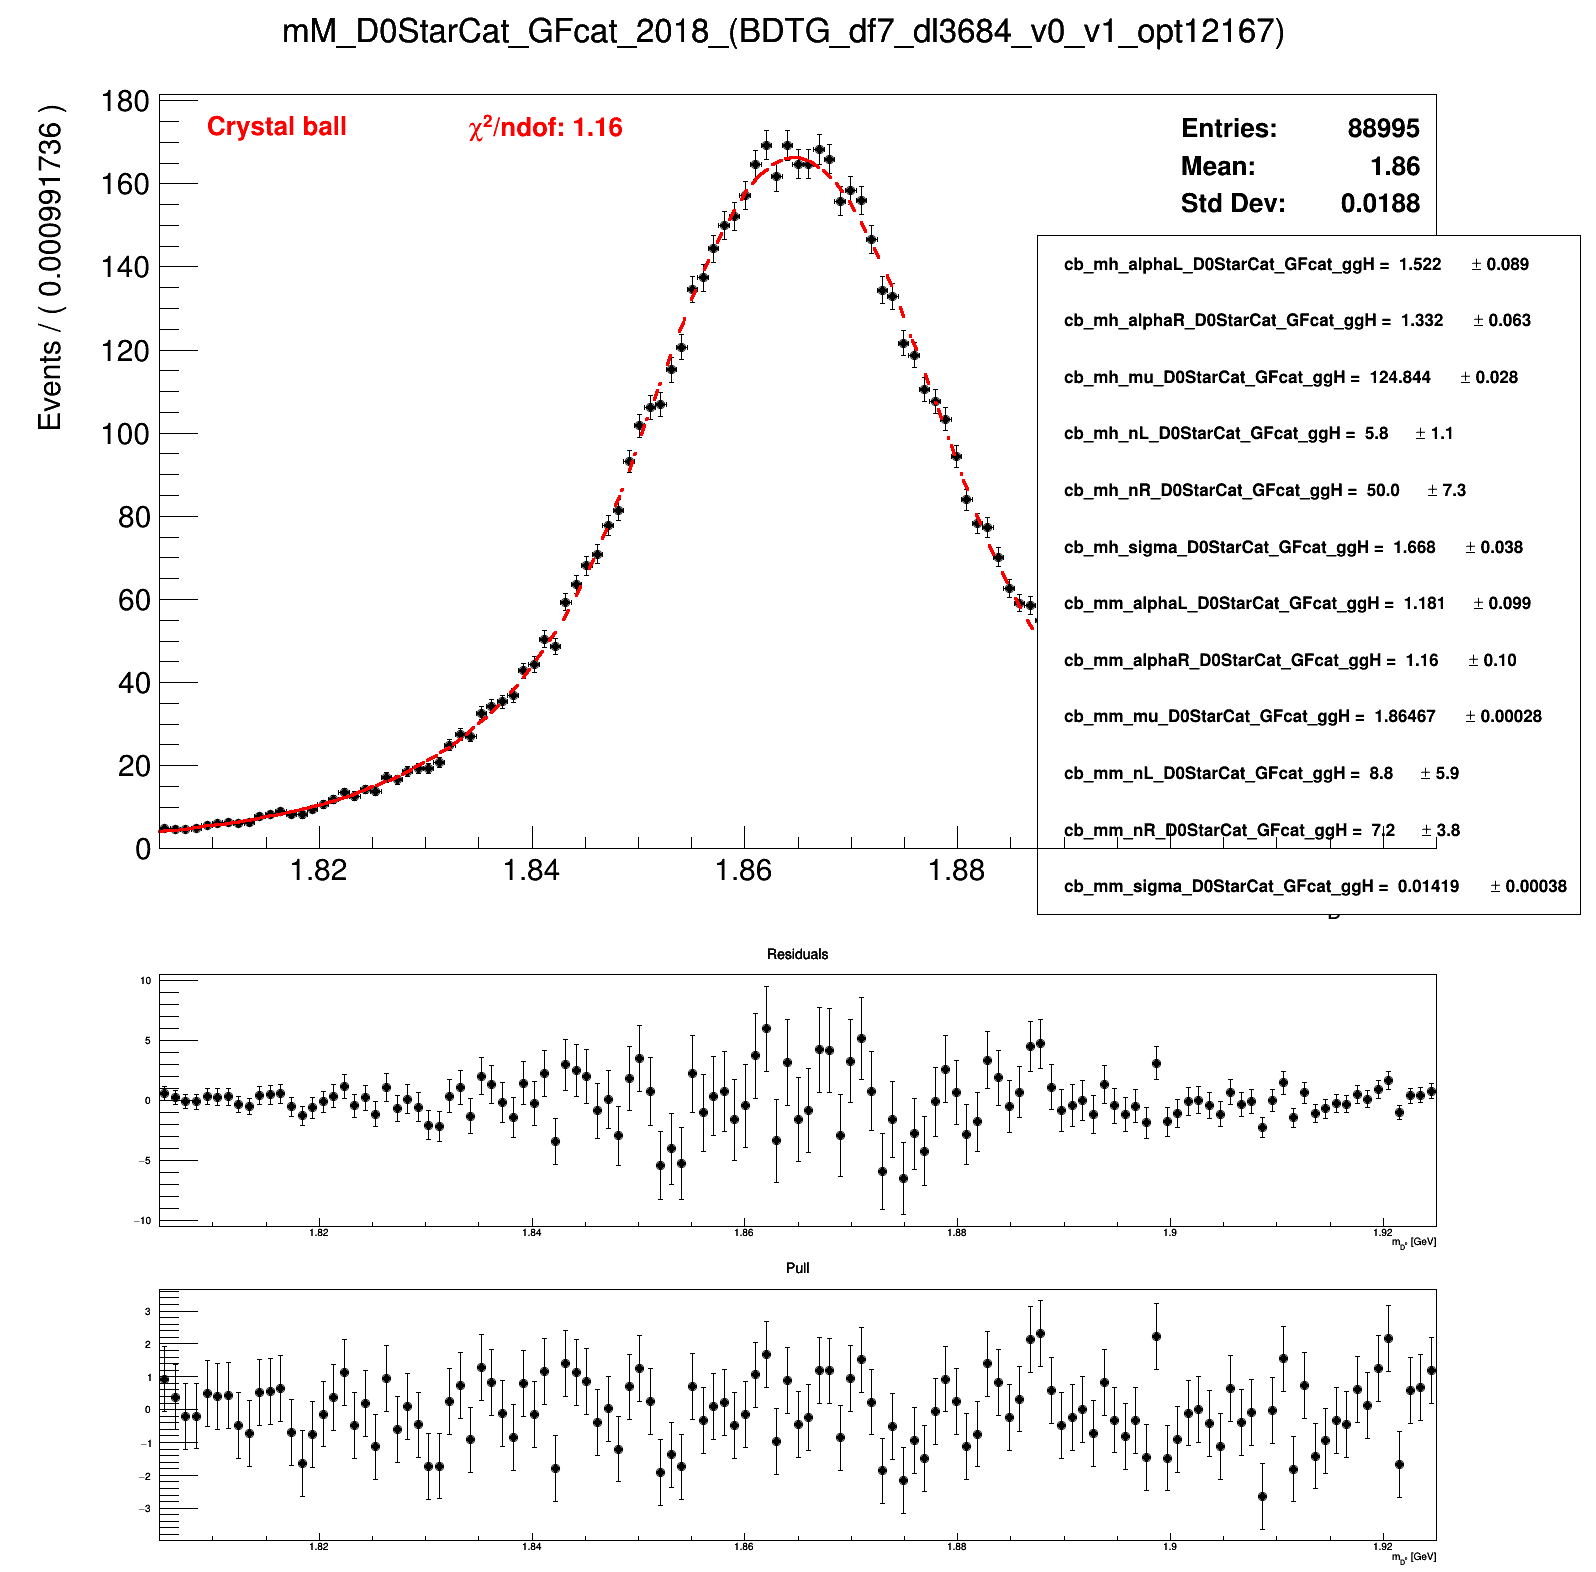 mM_D0StarCat_GFcat_2018_(BDTG_df7_dl3684_v0_v1_opt12167)
Events / ( 0.000991736 )
180
160
140
120
100
80
60
40
20
0
Crystal ball χ²/ndof: 1.16
Entries: 88995
Mean: 1.86
Std Dev: 0.0188
cb_mh_alphaL_D0StarCat_GFcat_ggH = 1.522 ± 0.089
cb_mh_alphaR_D0StarCat_GFcat_ggH = 1.332 ± 0.063
cb_mh_mu_D0StarCat_GFcat_ggH = 124.844 ± 0.028
cb_mh_nL_D0StarCat_GFcat_ggH = 5.8 ± 1.1
cb_mh_nR_D0StarCat_GFcat_ggH = 50.0 ± 7.3
cb_mh_sigma_D0StarCat_GFcat_ggH = 1.668 ± 0.038
cb_mm_alphaL_D0StarCat_GFcat_ggH = 1.181 ± 0.099
cb_mm_alphaR_D0StarCat_GFcat_ggH = 1.16 ± 0.10
cb_mm_mu_D0StarCat_GFcat_ggH = 1.86467 ± 0.00028
cb_mm_nL_D0StarCat_GFcat_ggH = 8.8 ± 5.9
cb_mm_nR_D0StarCat_GFcat_ggH = 7.2 ± 3.8
cb_mm_sigma_D0StarCat_GFcat_ggH = 0.01419 ± 0.00038
1.82 1.84 1.86 1.88
Residuals
10
5
0
−5
−10
1.82 1.84 1.86 1.88 1.9 1.92
m_D* [GeV]
Pull
3
2
1
0
−1
−2
−3
1.82 1.84 1.86 1.88 1.9 1.92
m_D* [GeV]